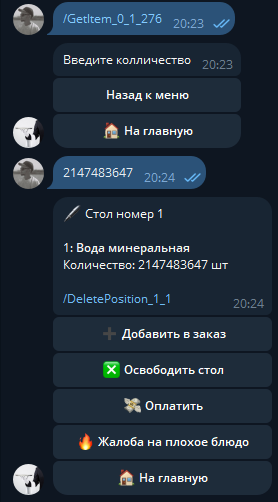 /GetItem_0_1_276
20:23
Введите колличество
20:23
Назад к меню
🏠 На главную
2147483647
20:24
Стол номер 1
1: Вода минеральная
Количество: 2147483647 шт
/DeletePosition_1_1
20:24
➕ Добавить в заказ
❎ Освободить стол
💸 Оплатить
🔥 Жалоба на плохое блюдо
🏠 На главную